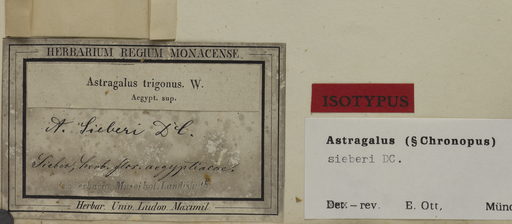 HERBARIUM REGIUM MONACENSE.
Astragalus trigonus. W.
Aegypt. sup.
A. Sieberi DC.
Sieber, herb. flor. aegyptiacae.
Herbar. Univ. Ludov. Maximil.
ISOTYPUS
Astragalus (§ Chronopus)
sieberi DC.
Det.– rev. E. Ott, Münc